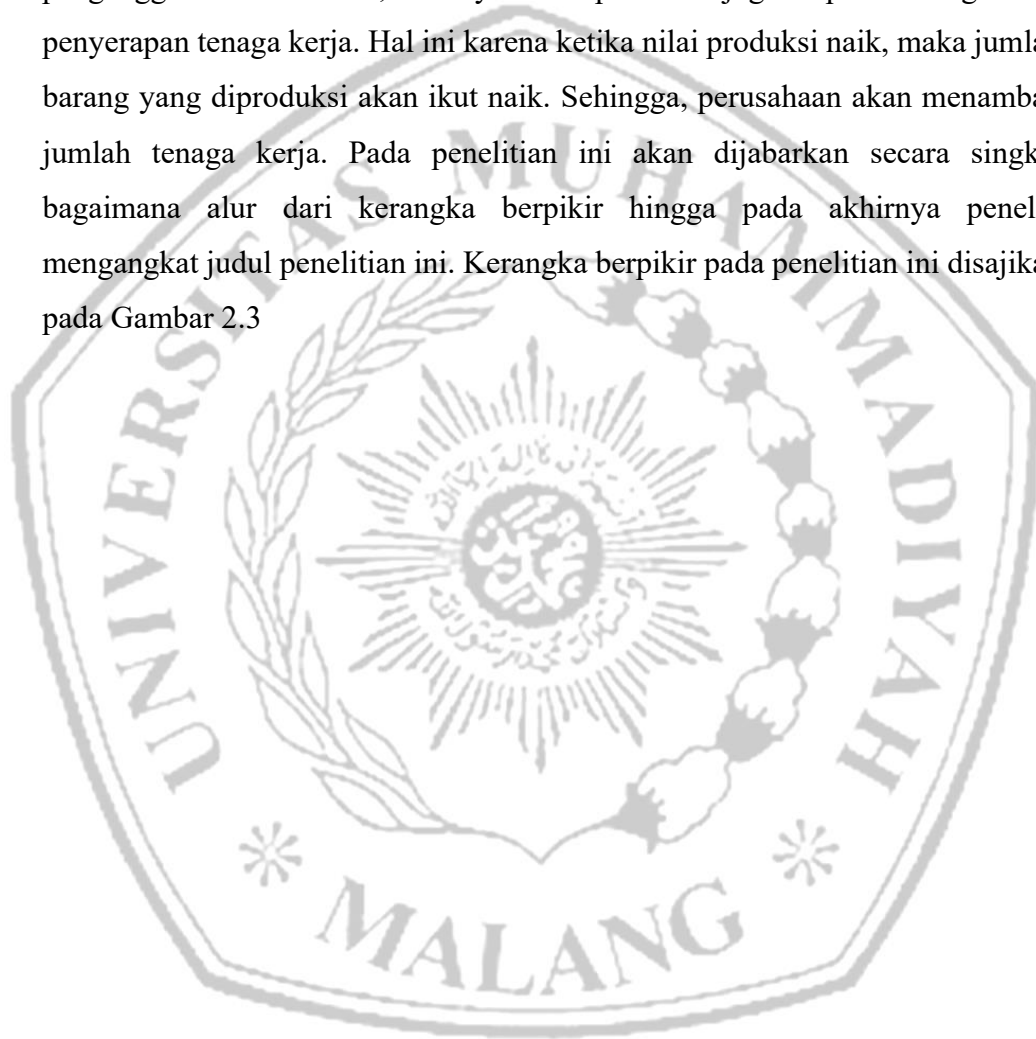 penyerapan tenaga kerja. Hal ini karena ketika nilai produksi naik, maka jumla
barang yang diproduksi akan ikut naik. Sehingga, perusahaan akan menamba
jumlah tenaga kerja. Pada penelitian ini akan dijabarkan secara singk
bagaimana alur dari kerangka berpikir hingga pada akhirnya penel
mengangkat judul penelitian ini. Kerangka berpikir pada penelitian ini disajika
pada Gambar 2.3
UNIVERSITAS MUHAMMADIYAH
MALANG